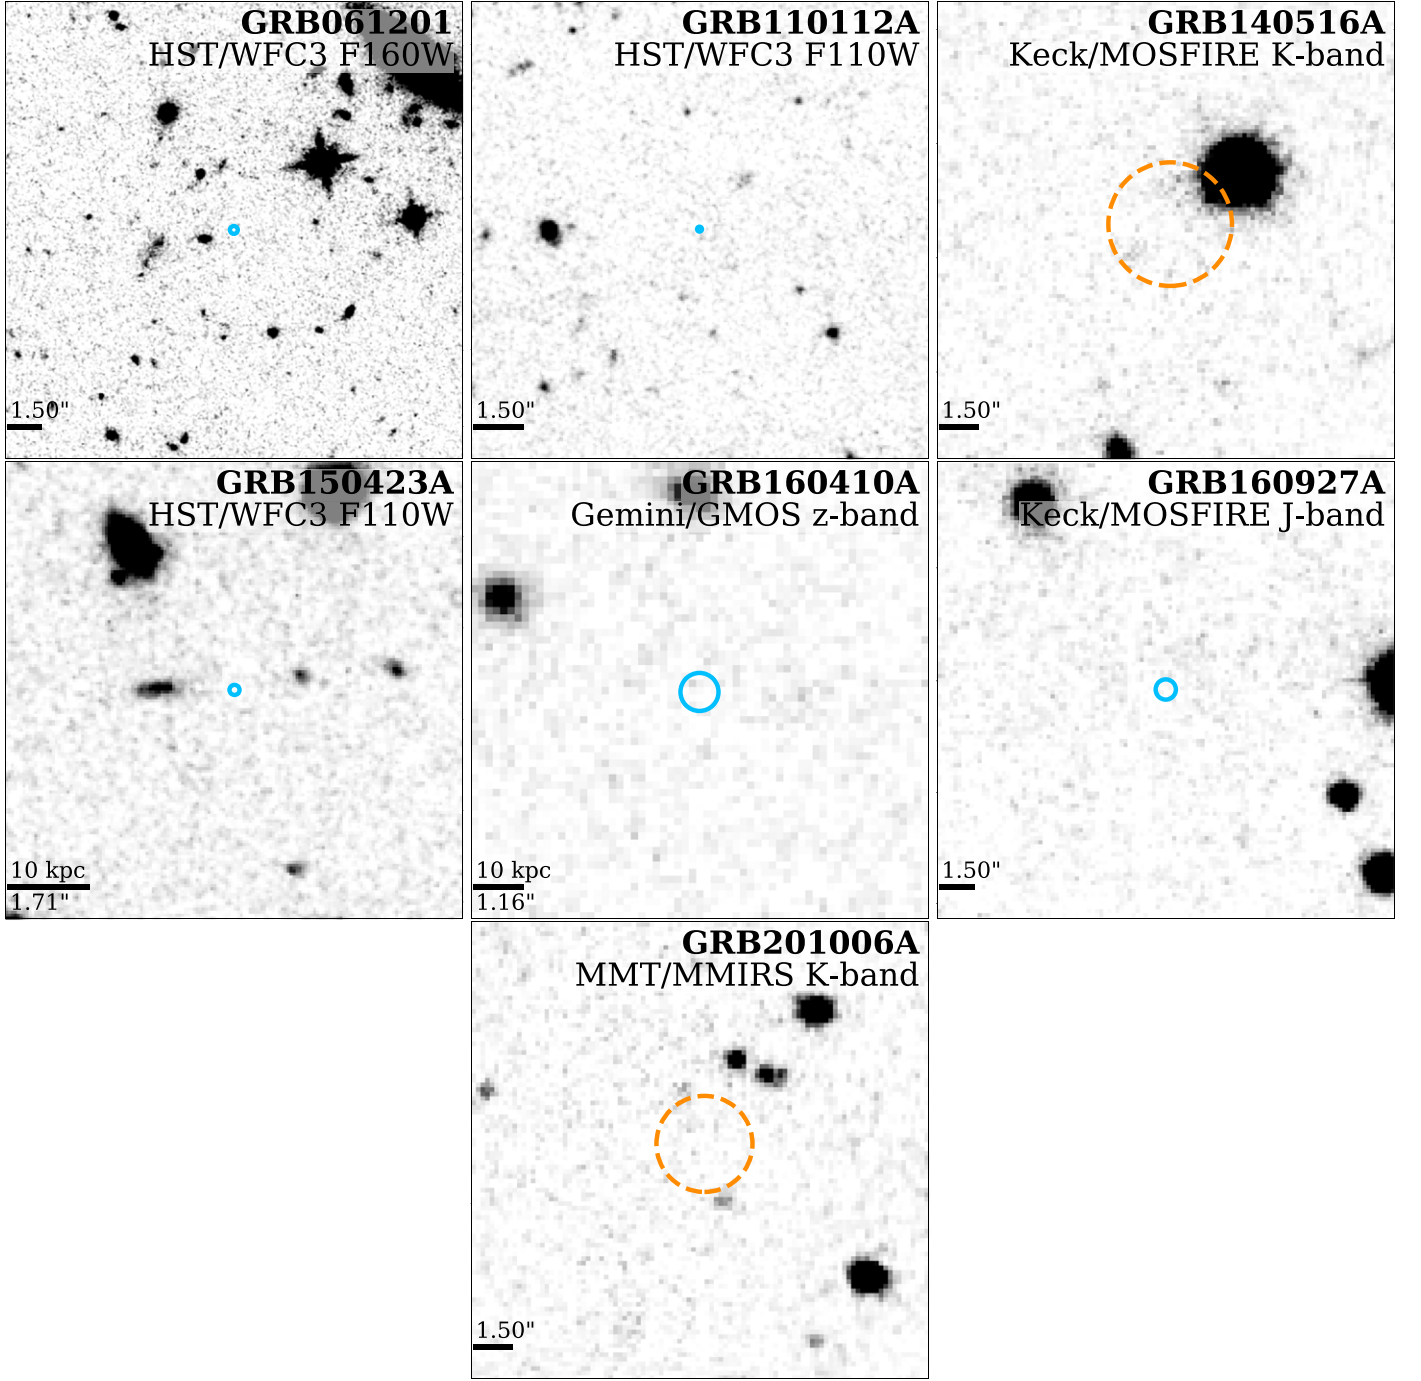 GRB061201
HST/WFC3 F160W
1.50"
GRB110112A
HST/WFC3 F110W
1.50"
GRB140516A
Keck/MOSFIRE K-band
1.50"
GRB150423A
HST/WFC3 F110W
10 kpc
1.71"
GRB160410A
Gemini/GMOS z-band
10 kpc
1.16"
GRB160927A
Keck/MOSFIRE J-band
1.50"
GRB201006A
MMT/MMIRS K-band
1.50"